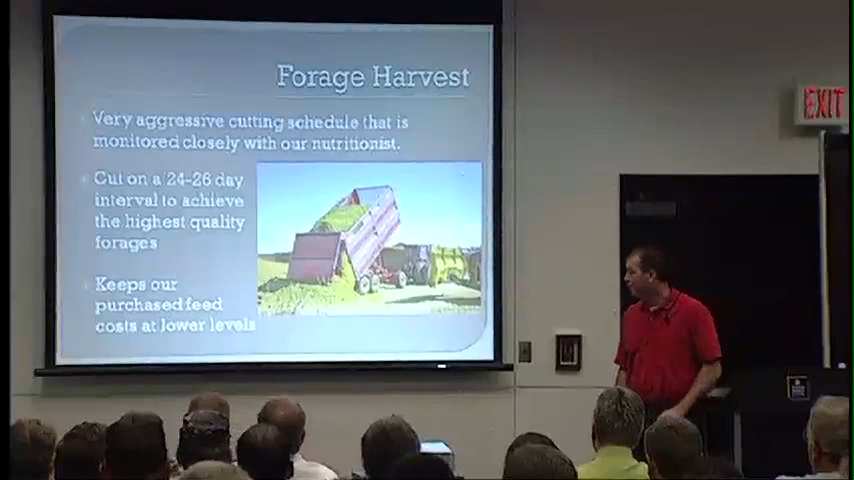 Forage Harvest
Very aggressive cutting schedule that is
monitored closely with our nutritionist.
Cut on a 24-26 day
interval to achieve
the highest quality
forages
Keeps our
purchased feed
costs at lower levels
EXIT